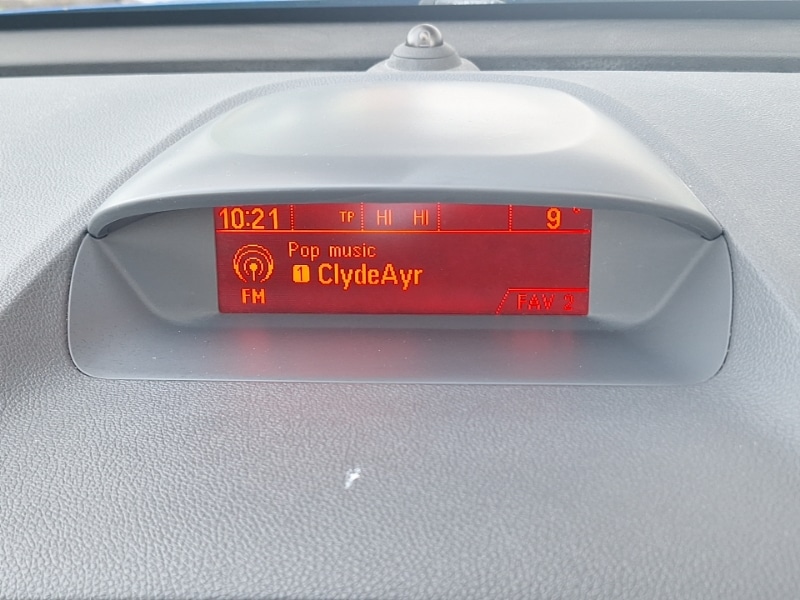 10:21 TP HI HI 9°
Pop music
1 ClydeAyr
FM
FAV 2